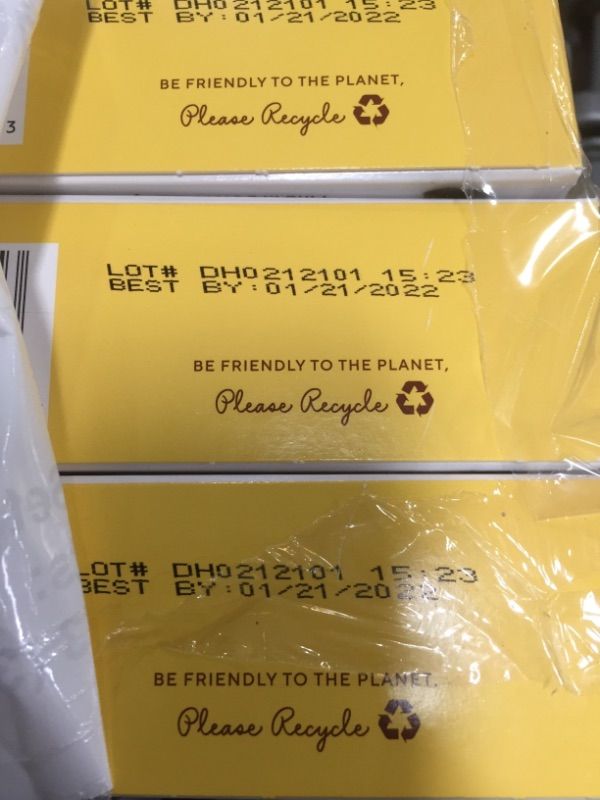 LOT# DH0212101 15:23
BEST BY:01/21/2022
BE FRIENDLY TO THE PLANET,
Please Recycle
3
LOT# DH0212101 15:23
BEST BY:01/21/2022
BE FRIENDLY TO THE PLANET,
Please Recycle
LOT# DH0212101 15:23
BEST BY:01/21/2022
BE FRIENDLY TO THE PLANET,
Please Recycle